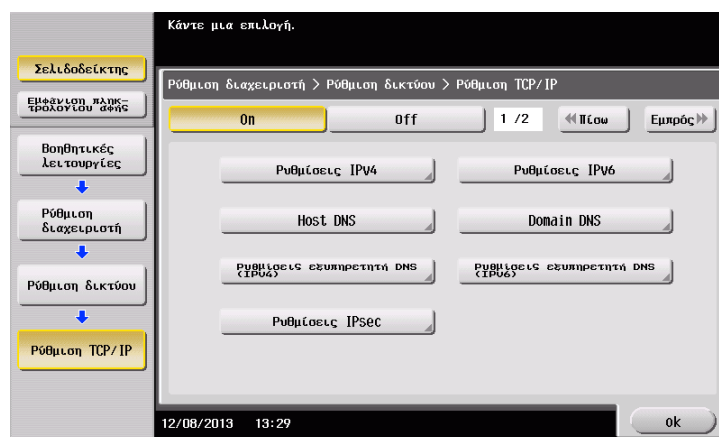 Κάντε μια επιλογή.
Σελιδοδείκτης
Εμφάνιση πληκ-
τρολογίου αφής
Βοηθητικές
λειτουργίες
Ρύθμιση
διαχειριστή
Ρύθμιση δικτύου
Ρύθμιση TCP/IP
Ρύθμιση διαχειριστή > Ρύθμιση δικτύου > Ρύθμιση TCP/IP
On
Off
1 /2
Πίσω
Εμπρός
Ρυθμίσεις IPv4
Ρυθμίσεις IPv6
Host DNS
Domain DNS
Ρυθμίσεις εξυπηρετητή DNS
(IPv4)
Ρυθμίσεις εξυπηρετητή DNS
(IPv6)
Ρυθμίσεις IPsec
12/08/2013 13:29
ok